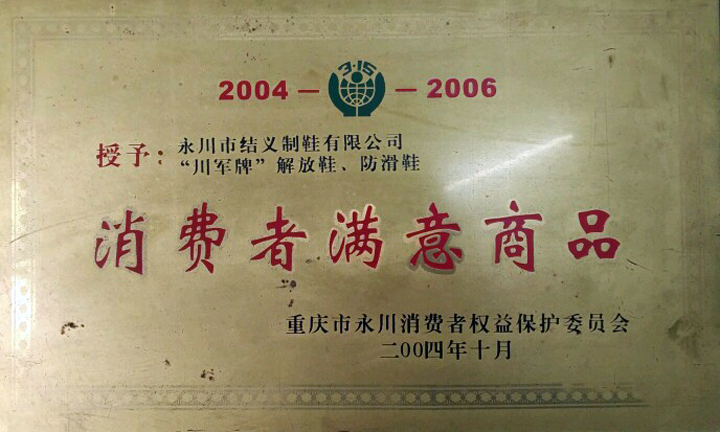 3·15
2004—2006
授予：永川市结义制鞋有限公司
“川军牌”解放鞋、防滑鞋
消费者满意商品
重庆市永川消费者权益保护委员会
二00四年十月